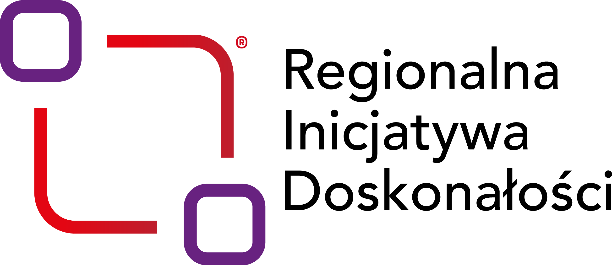 ®
Regionalna
Inicjatywa
Doskonałości